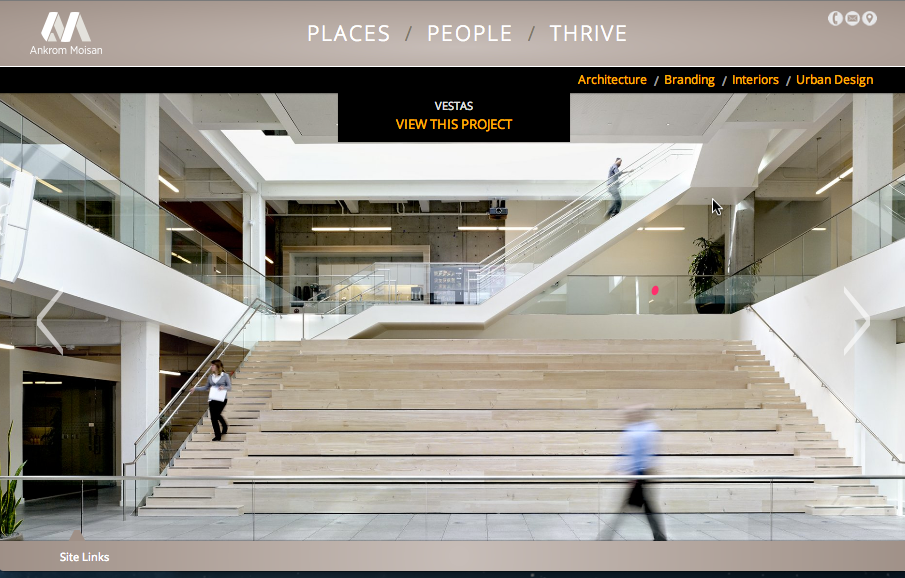 Ankrom Moisan
PLACES / PEOPLE / THRIVE
Architecture / Branding / Interiors / Urban Design
VESTAS
VIEW THIS PROJECT
Site Links